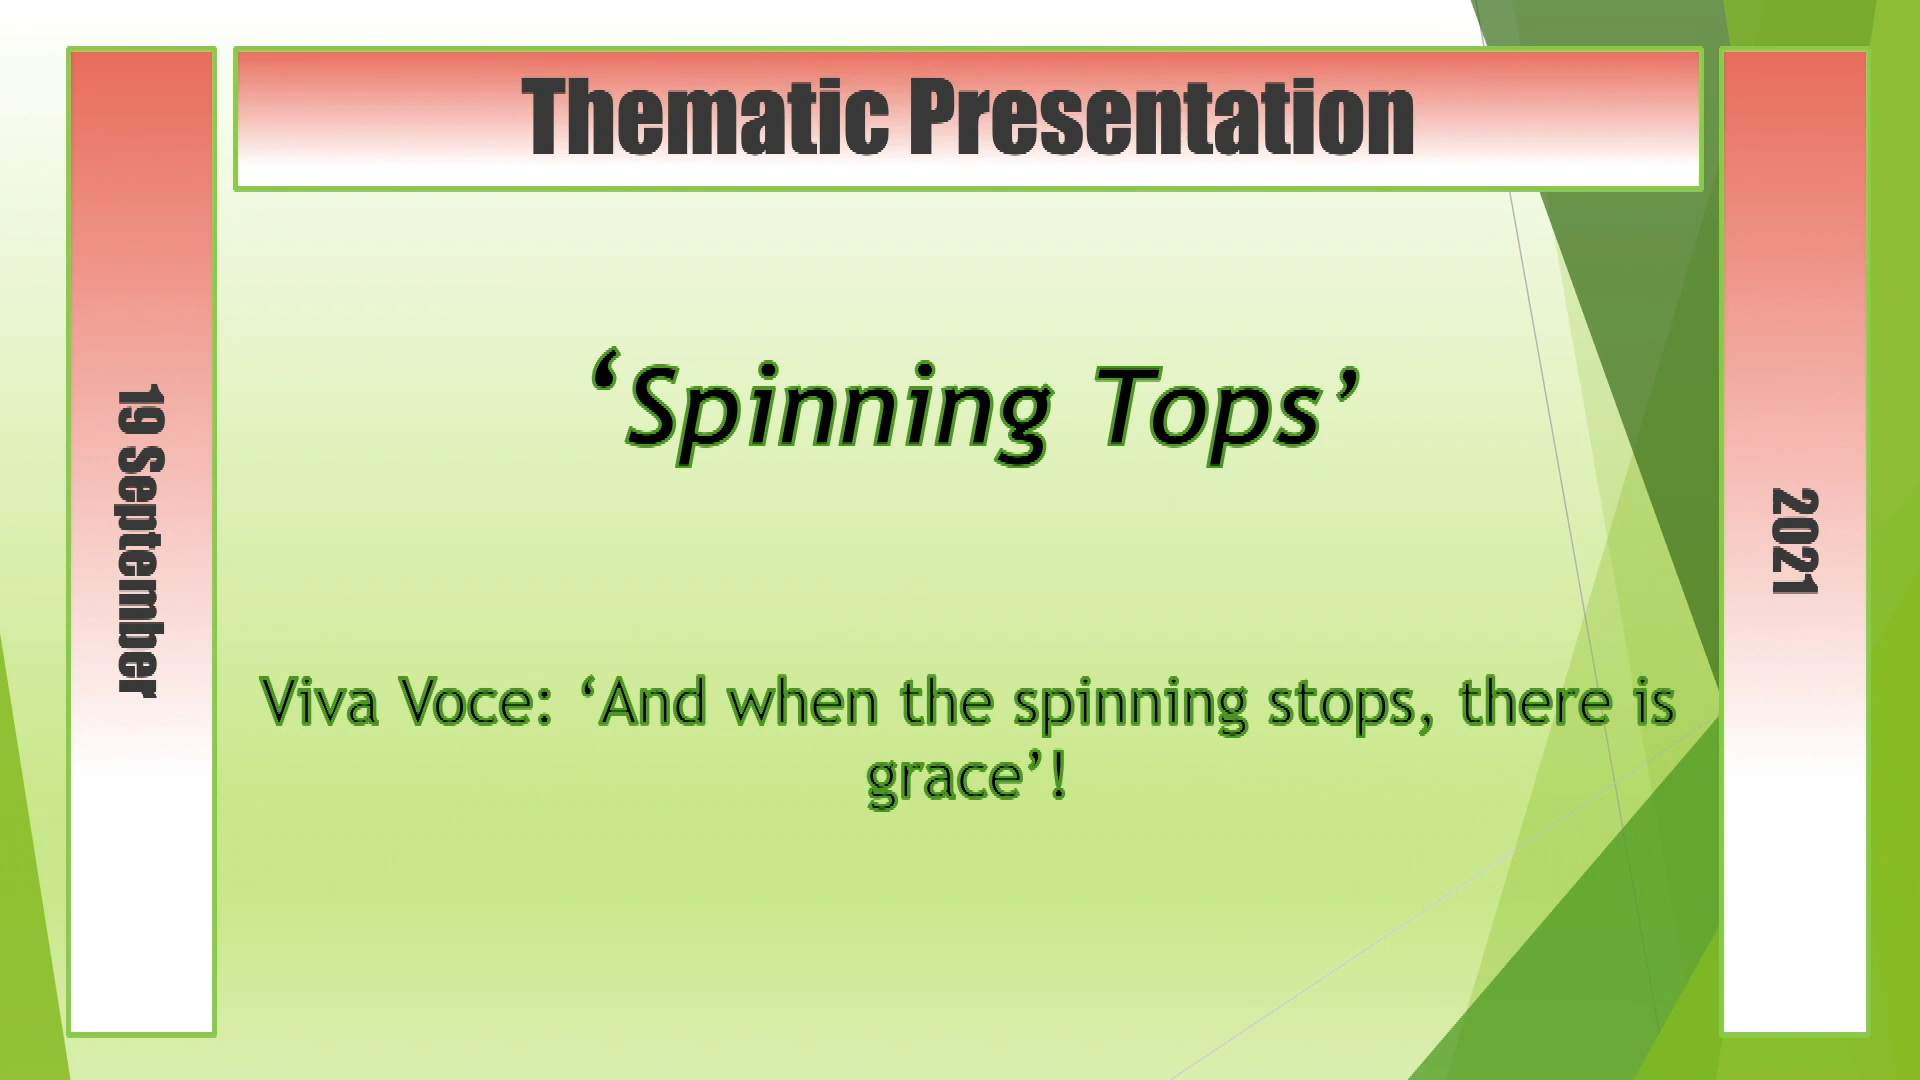 Thematic Presentation
19 September
2021
‘Spinning Tops’
Viva Voce: ‘And when the spinning stops, there is
grace’!